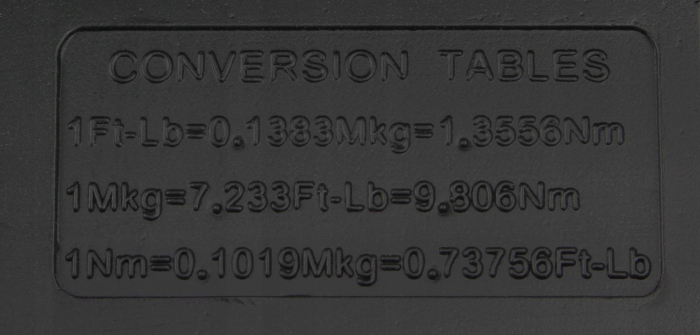 CONVERSION TABLES
1Ft-Lb=0.1383Mkg=1.3556Nm
1Mkg=7.233Ft-Lb=9.806Nm
1Nm=0.1019Mkg=0.73756Ft-Lb